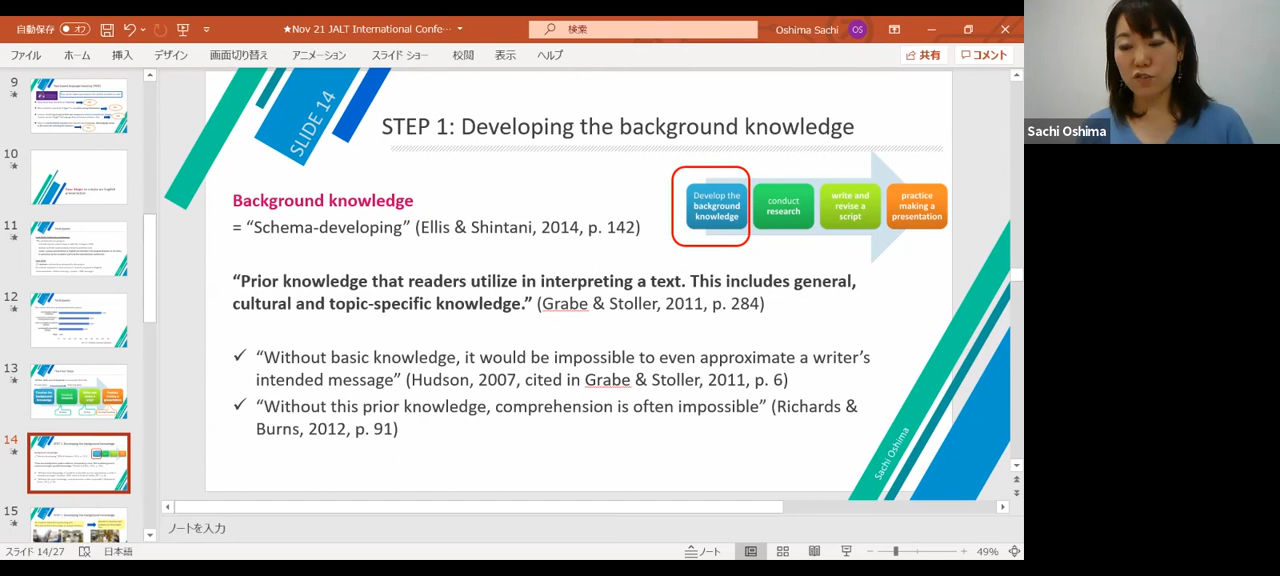 自動保存 オフ
★Nov 21 JALT International Confe…
検索
Oshima Sachi OS
ファイル ホーム 挿入 デザイン 画面切り替え アニメーション スライド ショー 校閲 表示 ヘルプ
共有 コメント
Sachi Oshima
9
10
11
12
13
14
15
SLIDE 14
STEP 1: Developing the background knowledge
Develop the
background
knowledge
conduct
research
write and
revise a
script
practice
making a
presentation
Background knowledge
= “Schema-developing” (Ellis & Shintani, 2014, p. 142)
“Prior knowledge that readers utilize in interpreting a text. This includes general,
cultural and topic-specific knowledge.” (Grabe & Stoller, 2011, p. 284)
✓ “Without basic knowledge, it would be impossible to even approximate a writer’s
intended message” (Hudson, 2007, cited in Grabe & Stoller, 2011, p. 6)
✓ “Without this prior knowledge, comprehension is often impossible” (Richards &
Burns, 2012, p. 91)
Sachi Oshima
ノートを入力
スライド 14/27 日本語
ノート
49%